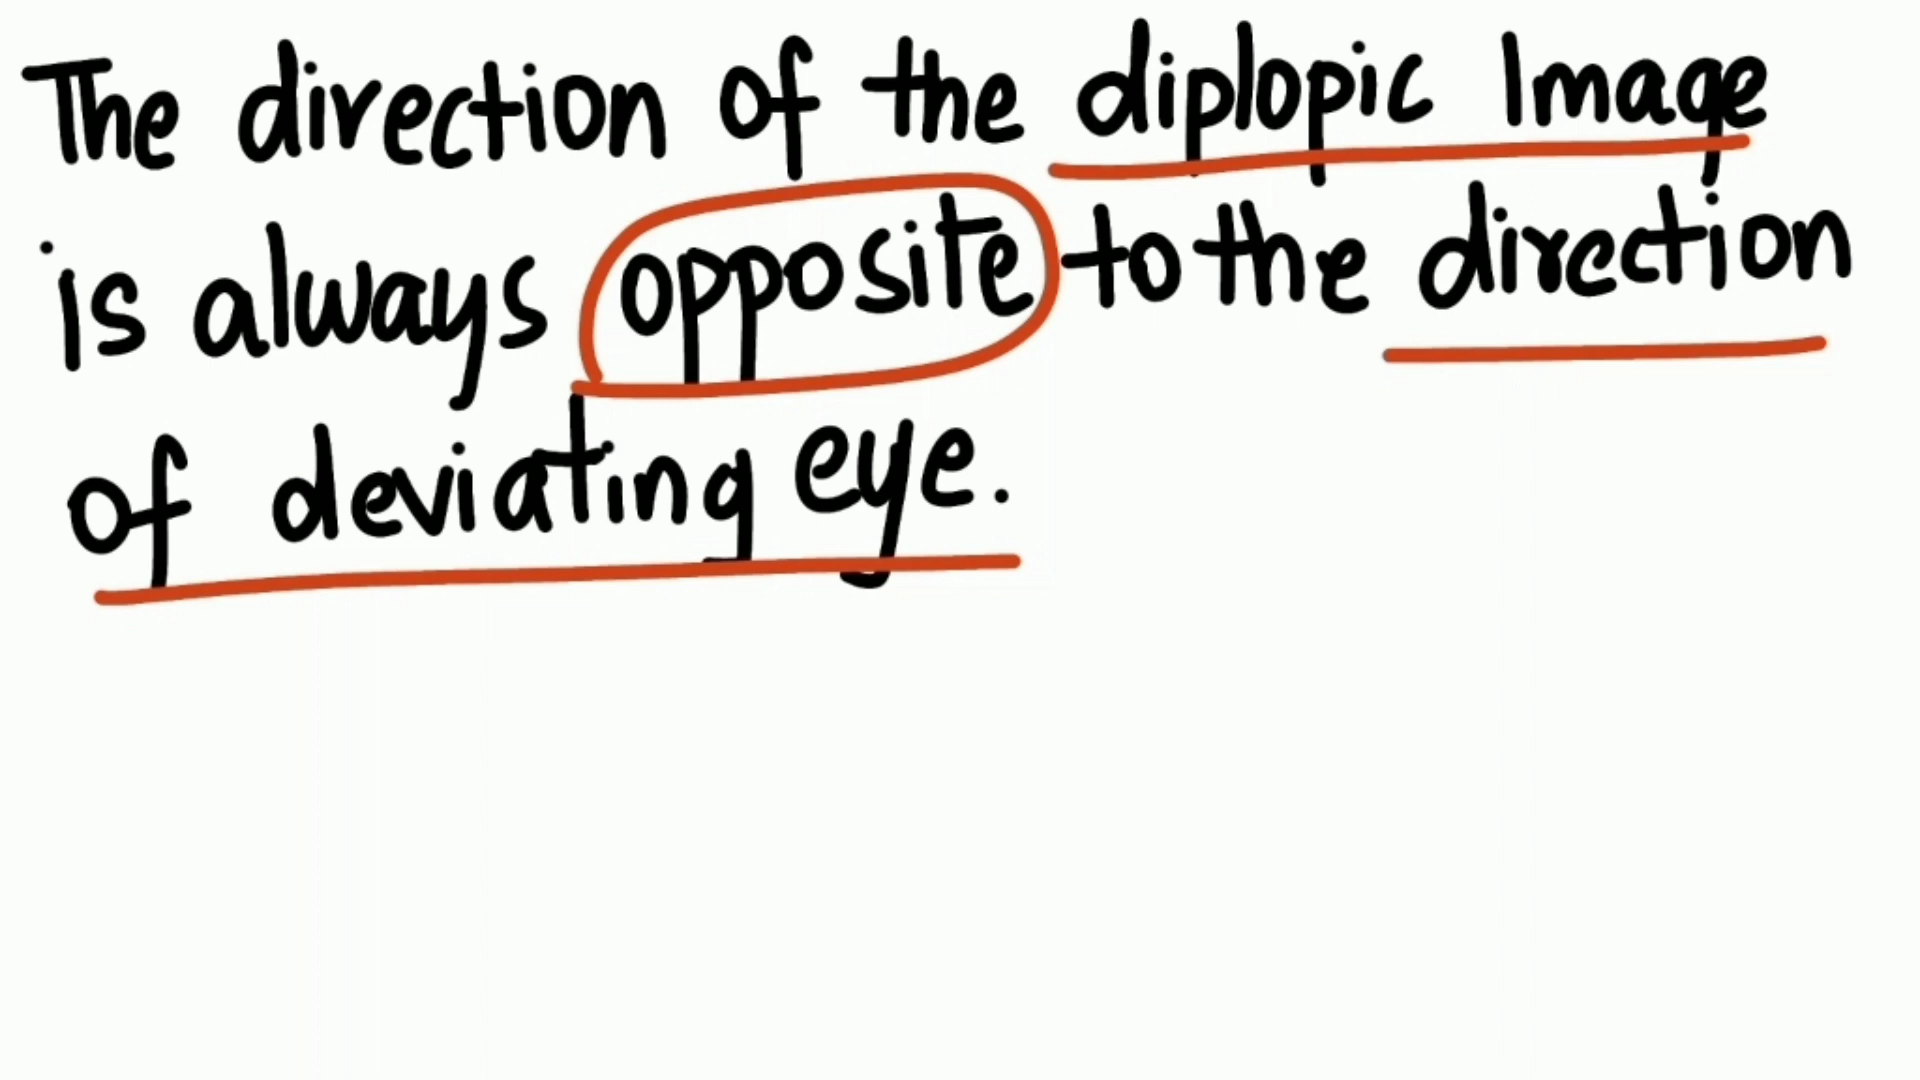 The direction of the diplopic Image
is always opposite to the direction
of deviating eye.